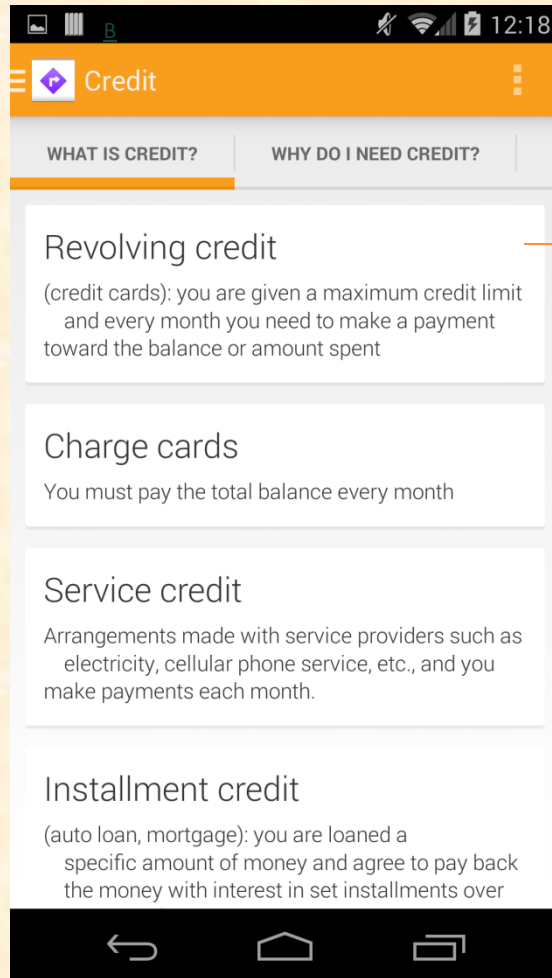 B
12:18
Credit
WHAT IS CREDIT?
WHY DO I NEED CREDIT?
Revolving credit
(credit cards): you are given a maximum credit limit
and every month you need to make a payment
toward the balance or amount spent
Charge cards
You must pay the total balance every month
Service credit
Arrangements made with service providers such as
electricity, cellular phone service, etc., and you
make payments each month.
Installment credit
(auto loan, mortgage): you are loaned a
specific amount of money and agree to pay back
the money with interest in set installments over